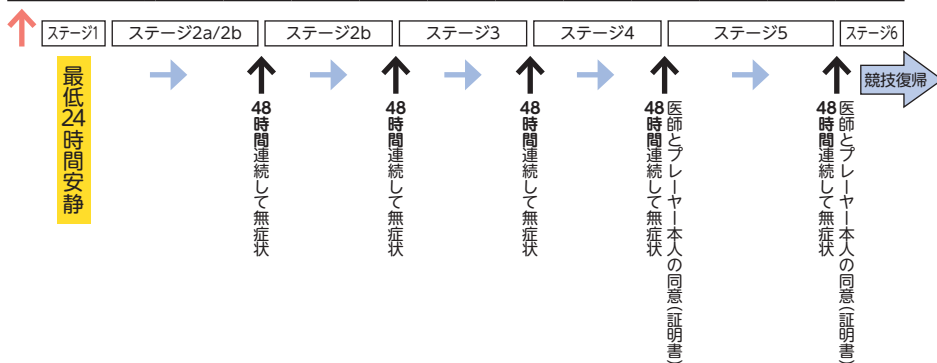 ステージ1
ステージ2a/2b
ステージ2b
ステージ3
ステージ4
ステージ5
ステージ6
競技復帰
最低24時間安静
48時間連続して無症状
48時間連続して無症状
48時間連続して無症状
医師とプレーヤー本人の同意(証明書)
48時間連続して無症状
医師とプレーヤー本人の同意(証明書)
48時間連続して無症状